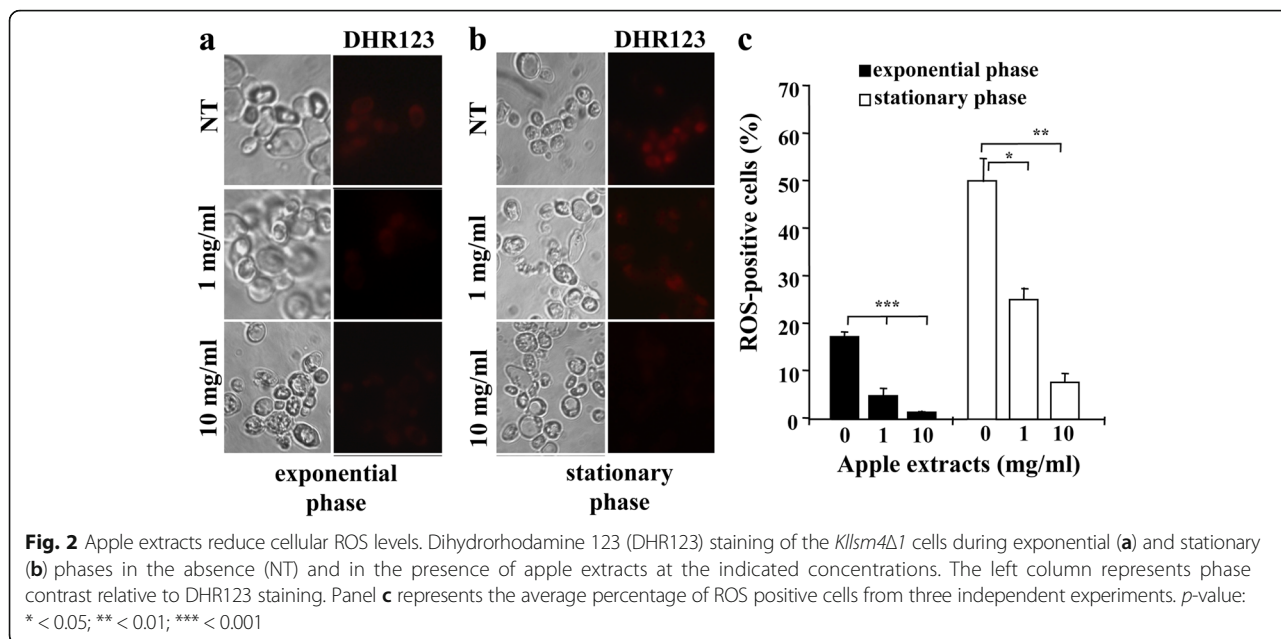 a
DHR123
b
DHR123
c
NT
1 mg/ml
10 mg/ml
exponential
phase
NT
1 mg/ml
10 mg/ml
stationary
phase
exponential phase
stationary phase
ROS-positive cells (%)
70
60
50
40
30
20
10
0
***
*
**
0 1 10 0 1 10
Apple extracts (mg/ml)
Fig. 2 Apple extracts reduce cellular ROS levels. Dihydrorhodamine 123 (DHR123) staining of the Kllsm4Δ1 cells during exponential (a) and stationary
(b) phases in the absence (NT) and in the presence of apple extracts at the indicated concentrations. The left column represents phase
contrast relative to DHR123 staining. Panel c represents the average percentage of ROS positive cells from three independent experiments. p-value:
* < 0.05; ** < 0.01; *** < 0.001